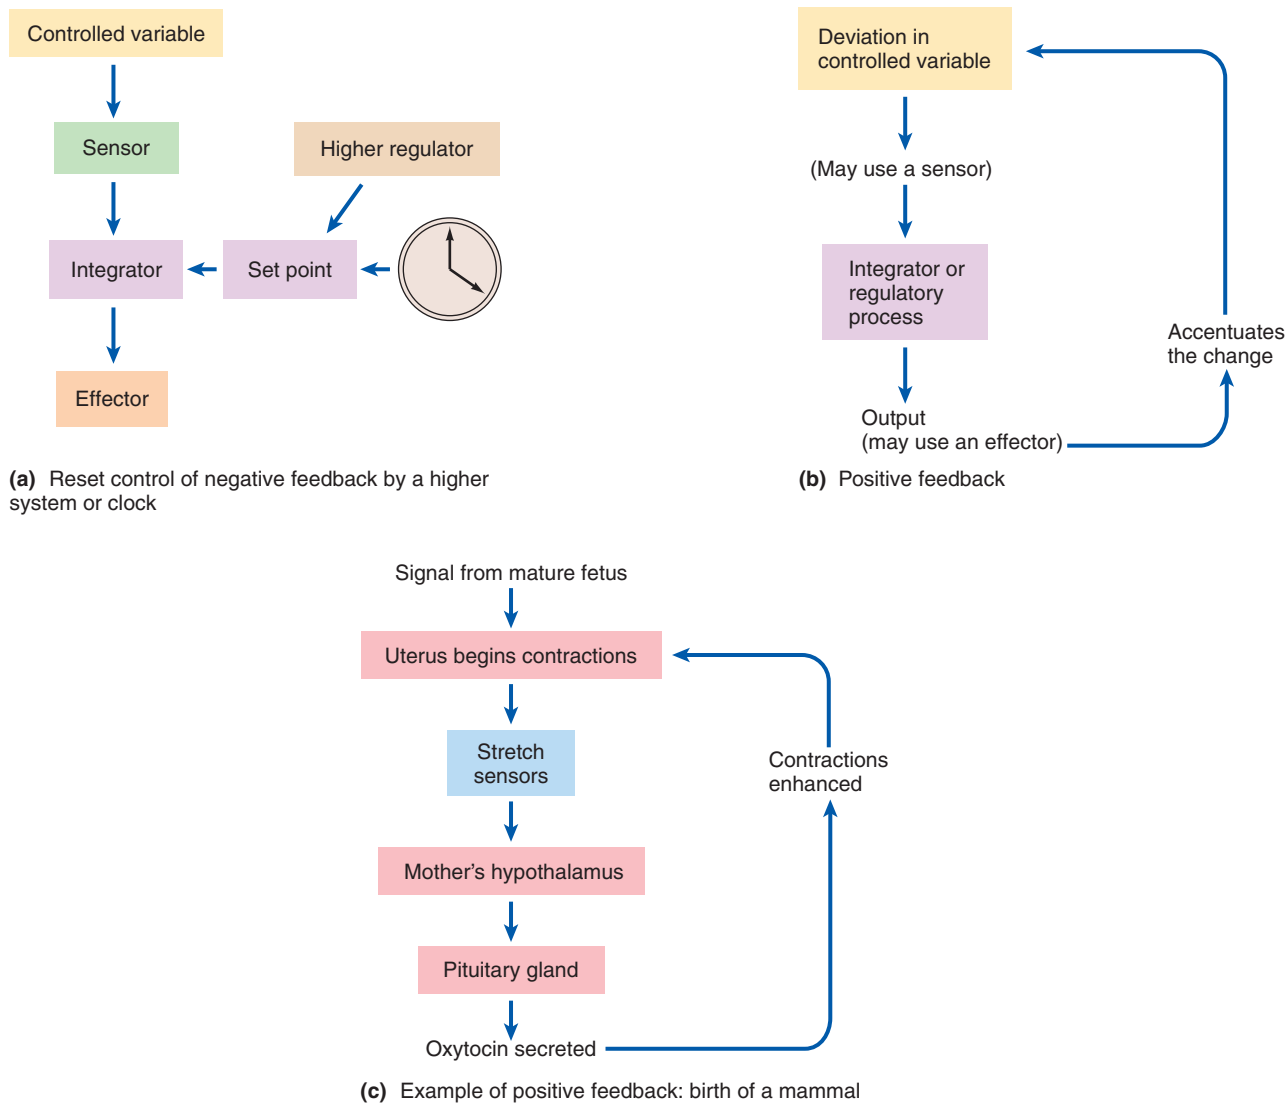 Controlled variable
Sensor
Higher regulator
Integrator
Set point
Effector
(a) Reset control of negative feedback by a higher
system or clock
Deviation in
controlled variable
(May use a sensor)
Integrator or
regulatory
process
Accentuates
the change
Output
(may use an effector)
(b) Positive feedback
Signal from mature fetus
Uterus begins contractions
Stretch
sensors
Contractions
enhanced
Mother's hypothalamus
Pituitary gland
Oxytocin secreted
(c) Example of positive feedback: birth of a mammal